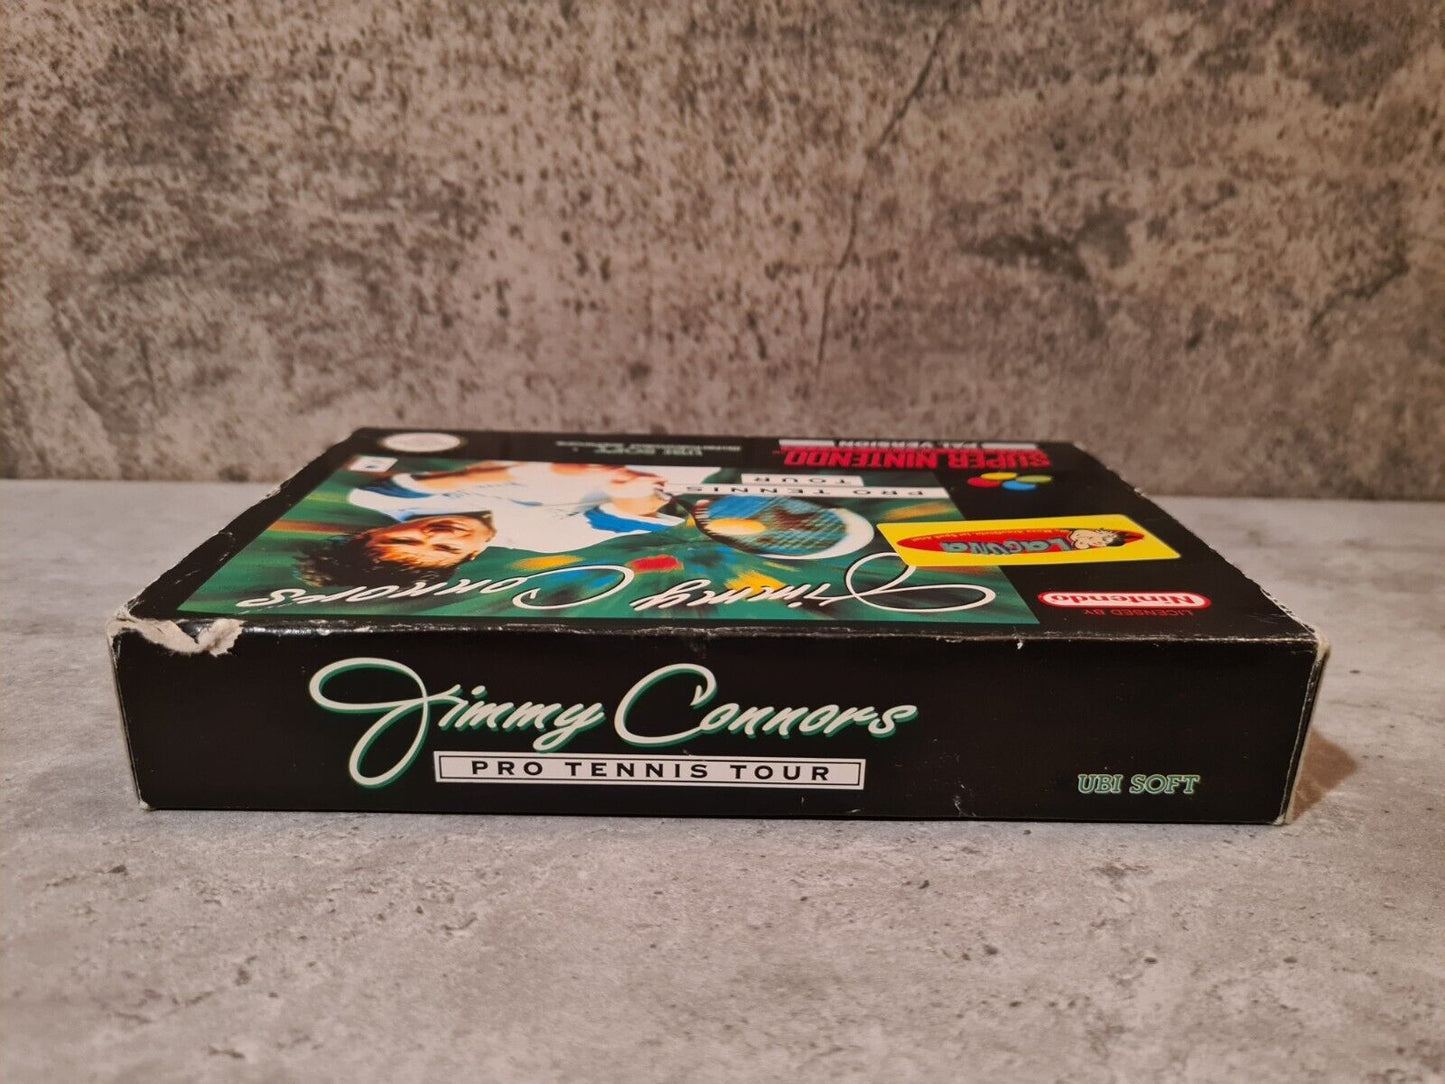 SUPER NINTENDO
PAL VERSION
UBI SOFT
PRO TENNIS
TOUR
Laguna
Jimmy Connors
LICENSED BY
Nintendo
Jimmy Connors
PRO TENNIS TOUR
UBI SOFT